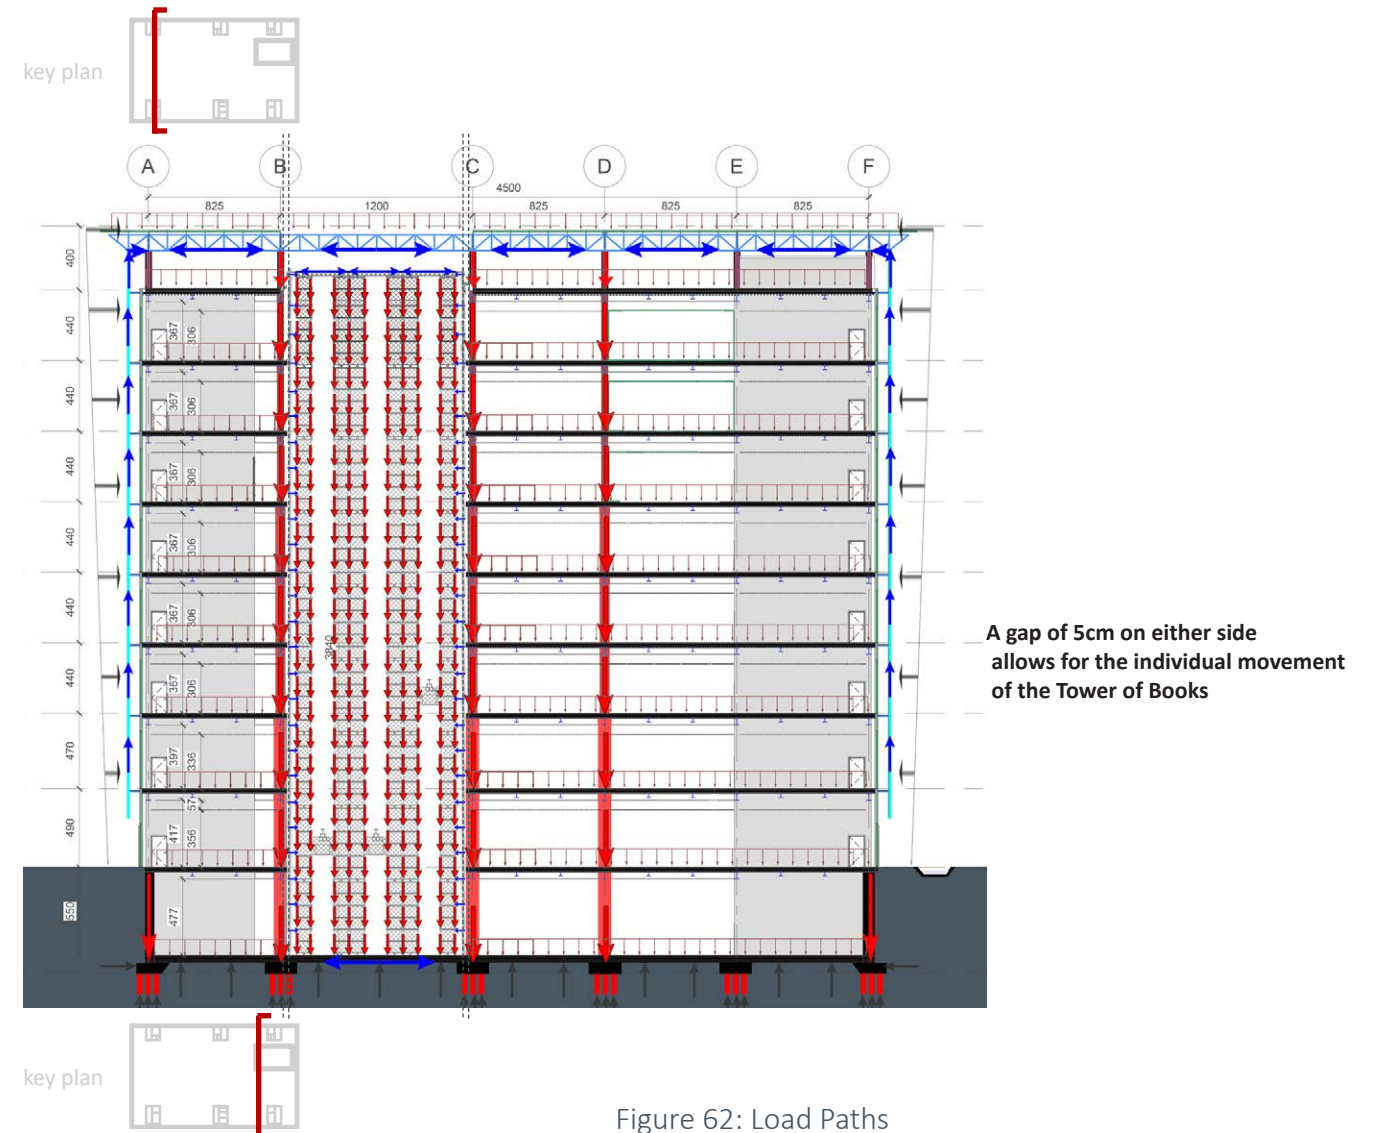 key plan
A
B
C
D
E
F
4500
825
1200
825
825
825
400
440
367
306
440
367
306
440
367
306
440
367
306
440
367
306
3840
A gap of 5cm on either side
allows for the individual movement
of the Tower of Books
440
367
306
470
397
336
57
490
417
356
550
477
key plan
Figure 62: Load Paths